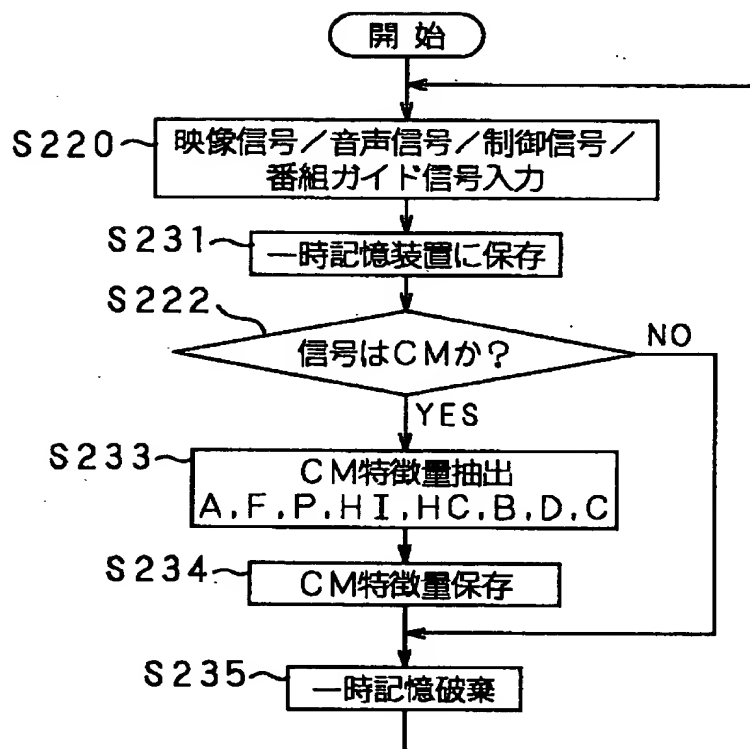 開始
S220
映像信号／音声信号／制御信号／
番組ガイド信号入力
S231
一時記憶装置に保存
S222
信号はCMか？
NO
YES
S233
CM特徴量抽出
A,F,P,HI,HC,B,D,C
S234
CM特徴量保存
S235
一時記憶破棄